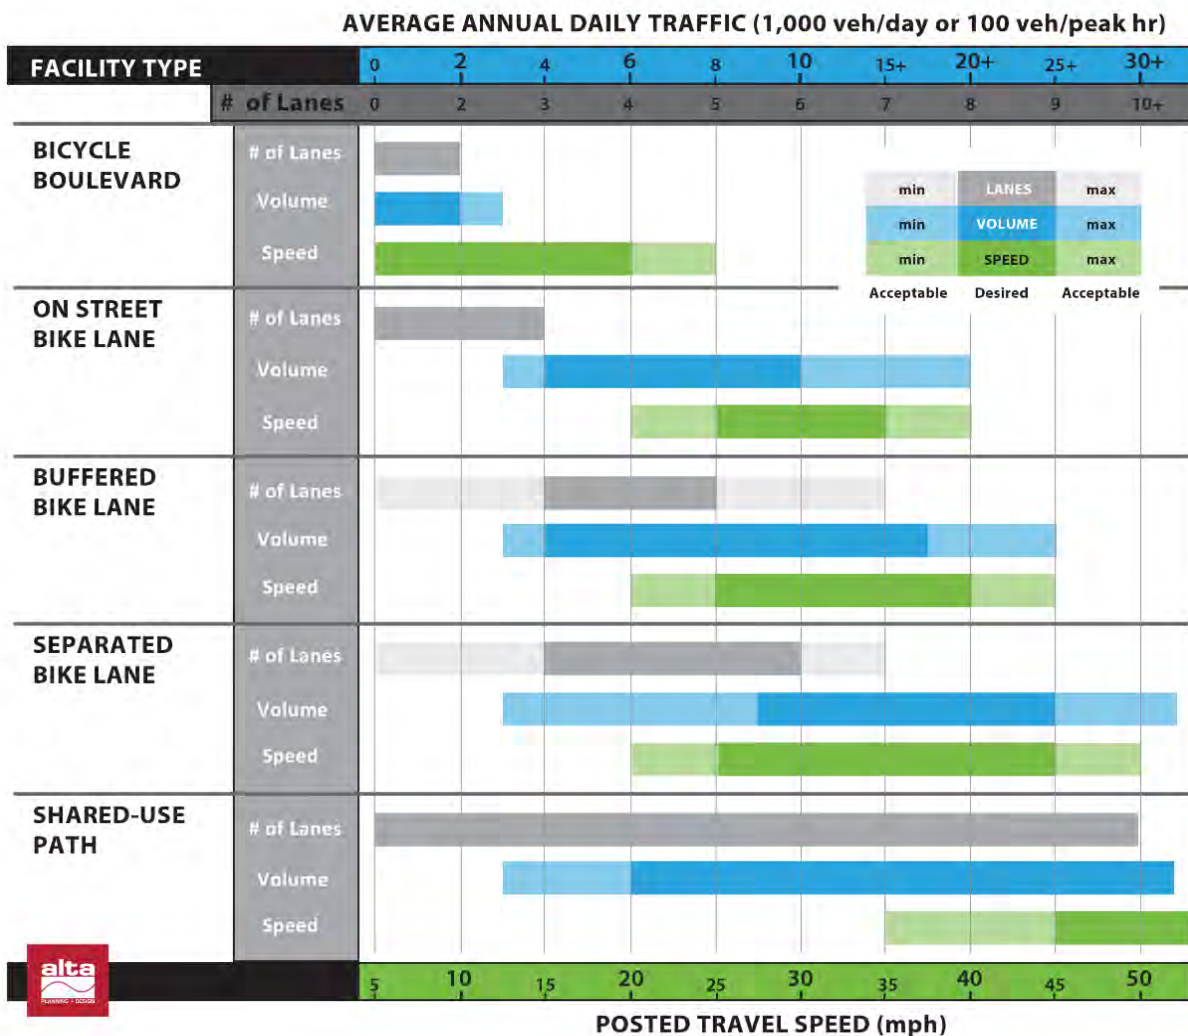 AVERAGE ANNUAL DAILY TRAFFIC (1,000 veh/day or 100 veh/peak hr)
FACILITY TYPE 0 2 4 6 8 10 15+ 20+ 25+ 30+
# of Lanes 0 2 3 4 5 6 7 8 9 10+
BICYCLE
BOULEVARD
# of Lanes
Volume
Speed
min LANES max
min VOLUME max
min SPEED max
Acceptable Desired Acceptable
ON STREET
BIKE LANE
# of Lanes
Volume
Speed
BUFFERED
BIKE LANE
# of Lanes
Volume
Speed
SEPARATED
BIKE LANE
# of Lanes
Volume
Speed
SHARED-USE
PATH
# of Lanes
Volume
Speed
alta
PLANNING + DESIGN
5 10 15 20 25 30 35 40 45 50
POSTED TRAVEL SPEED (mph)